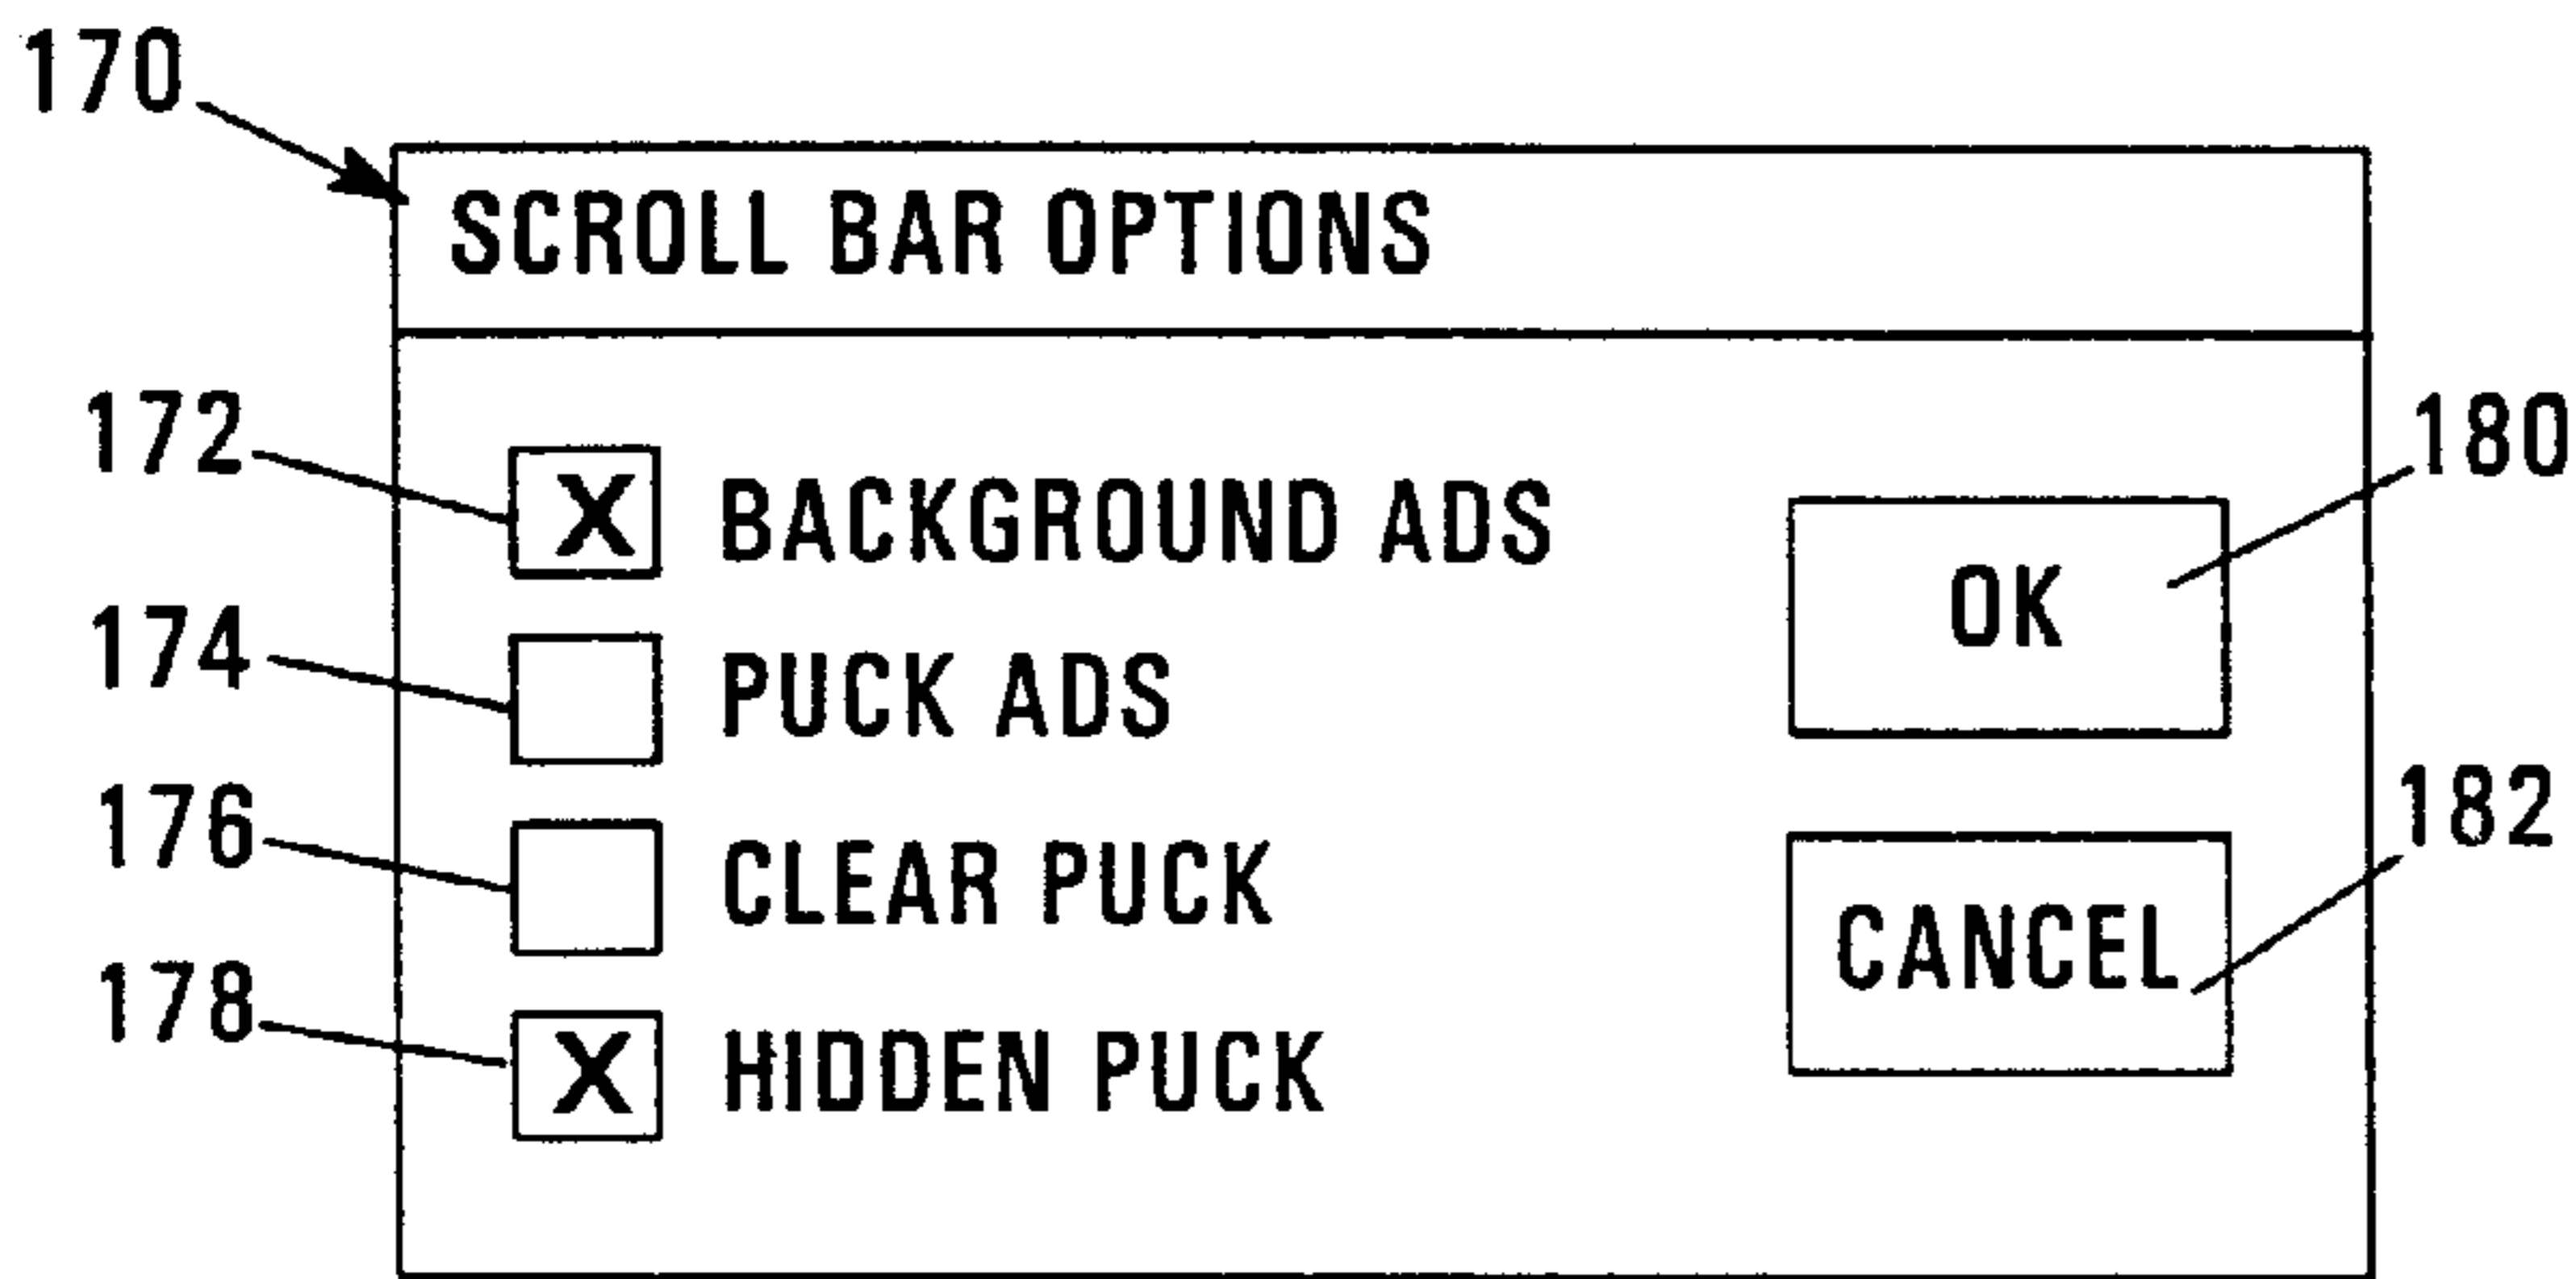 170
SCROLL BAR OPTIONS
172
X BACKGROUND ADS
174
PUCK ADS
176
CLEAR PUCK
178
X HIDDEN PUCK
180
OK
182
CANCEL